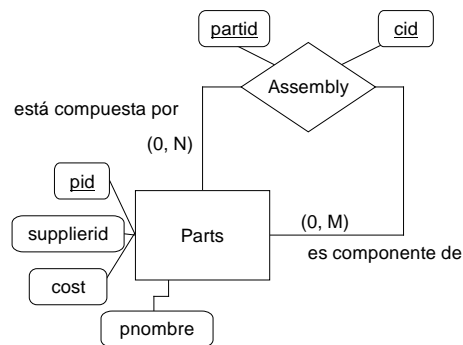 partid
cid
Assembly
está compuesta por
(0, N)
pid
supplierid
Parts
(0, M)
es componente de
cost
pnombre